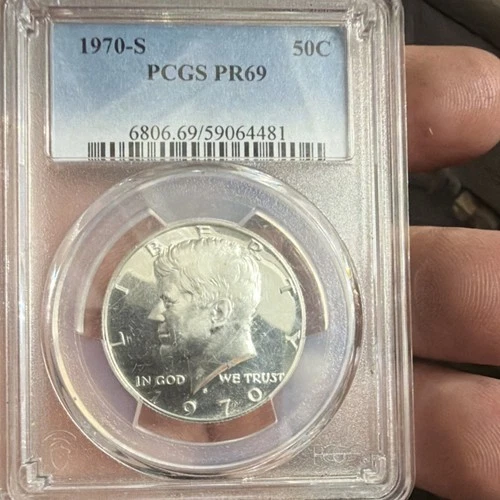 1970-S 50C
PCGS PR69
6806.69/59064481
LIBERTY
IN GOD WE TRUST
1970